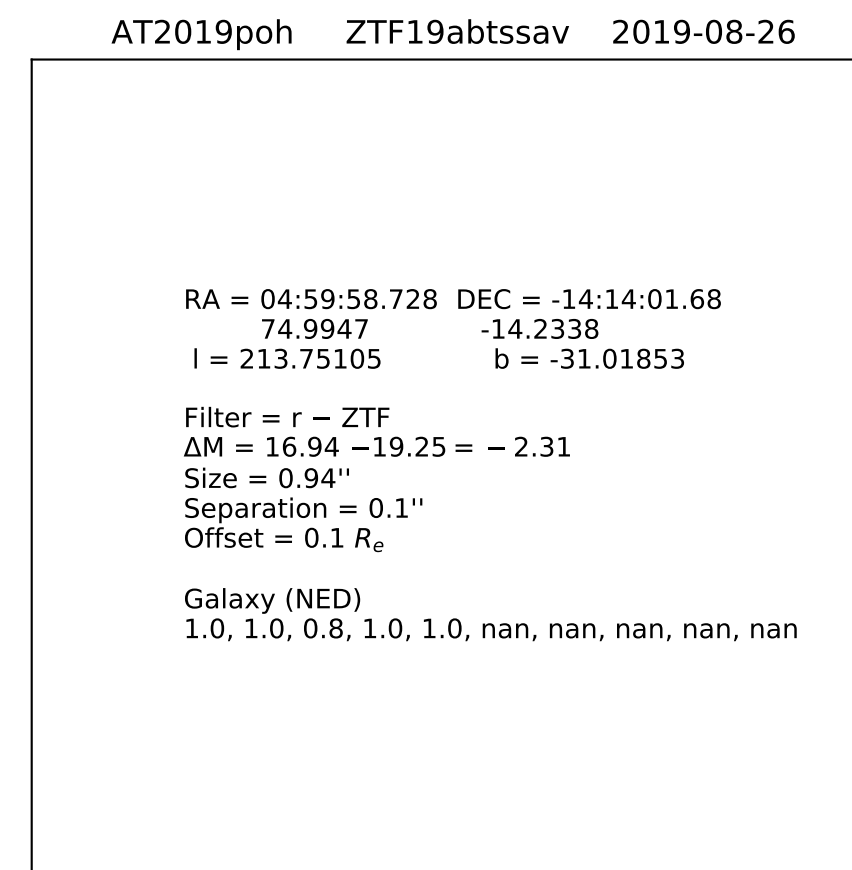 AT2019poh ZTF19abtssav 2019-08-26
RA = 04:59:58.728 DEC = -14:14:01.68
74.9947 -14.2338
l = 213.75105 b = -31.01853
Filter = r − ZTF
ΔM = 16.94 −19.25 = − 2.31
Size = 0.94''
Separation = 0.1''
Offset = 0.1 Re
Galaxy (NED)
1.0, 1.0, 0.8, 1.0, 1.0, nan, nan, nan, nan, nan